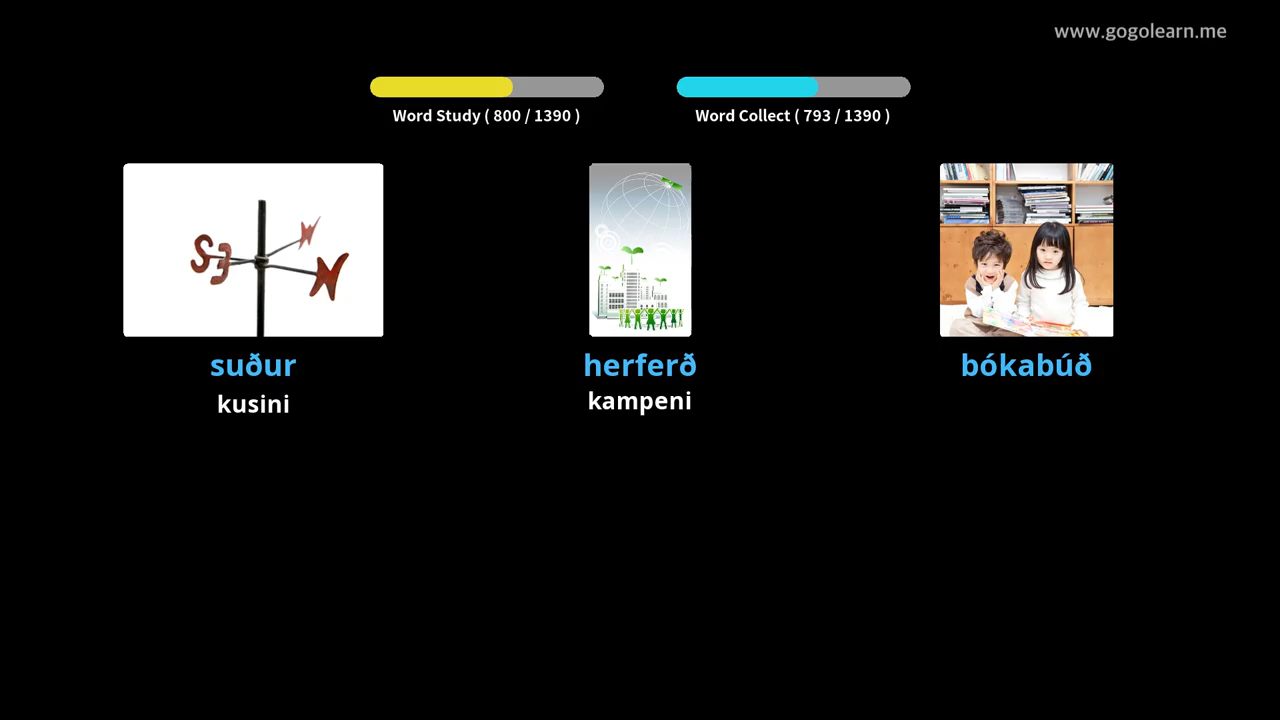 www.gogolearn.me
Word Study ( 800 / 1390 )
Word Collect ( 793 / 1390 )
S
W
N
suður
kusini
herferð
kampeni
bókabúð